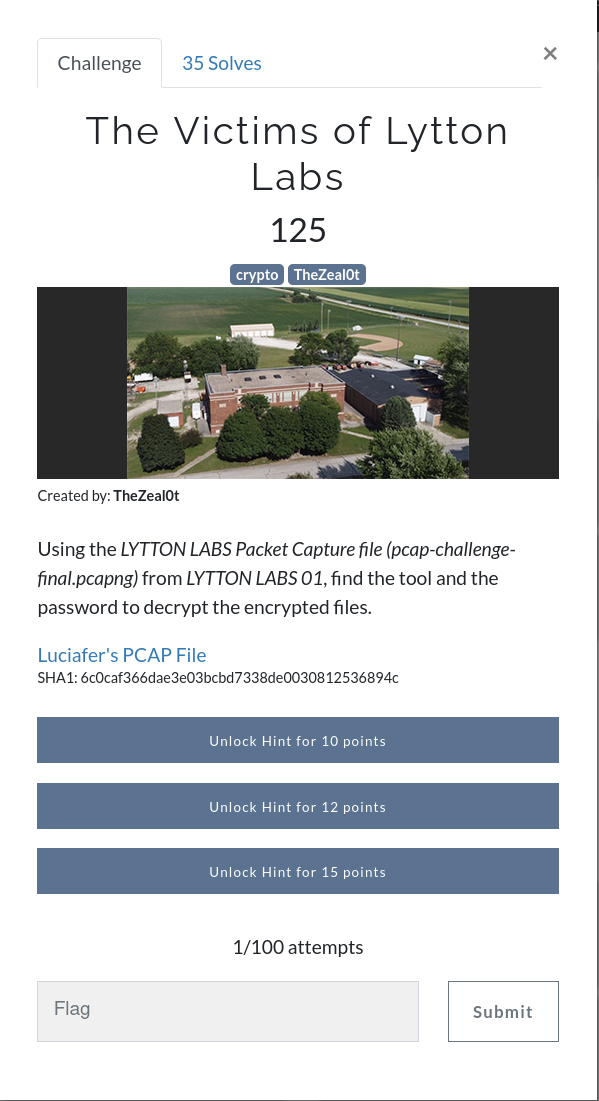 Challenge
35 Solves
×
The Victims of Lytton
Labs
125
crypto TheZeal0t
Created by: TheZeal0t
Using the LYTTON LABS Packet Capture file (pcap-challenge-
final.pcapng) from LYTTON LABS 01, find the tool and the
password to decrypt the encrypted files.
Luciafer's PCAP File
SHA1: 6c0caf366dae3e03bcbd7338de0030812536894c
Unlock Hint for 10 points
Unlock Hint for 12 points
Unlock Hint for 15 points
1/100 attempts
Flag
Submit